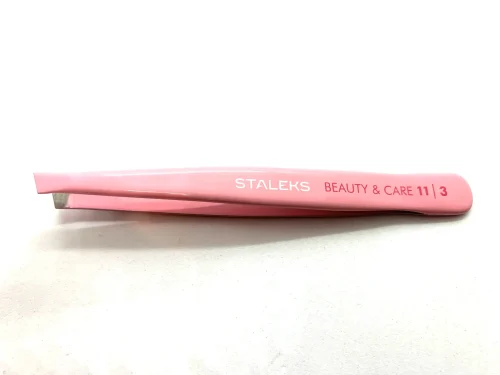 STALEKS BEAUTY & CARE 11 | 3